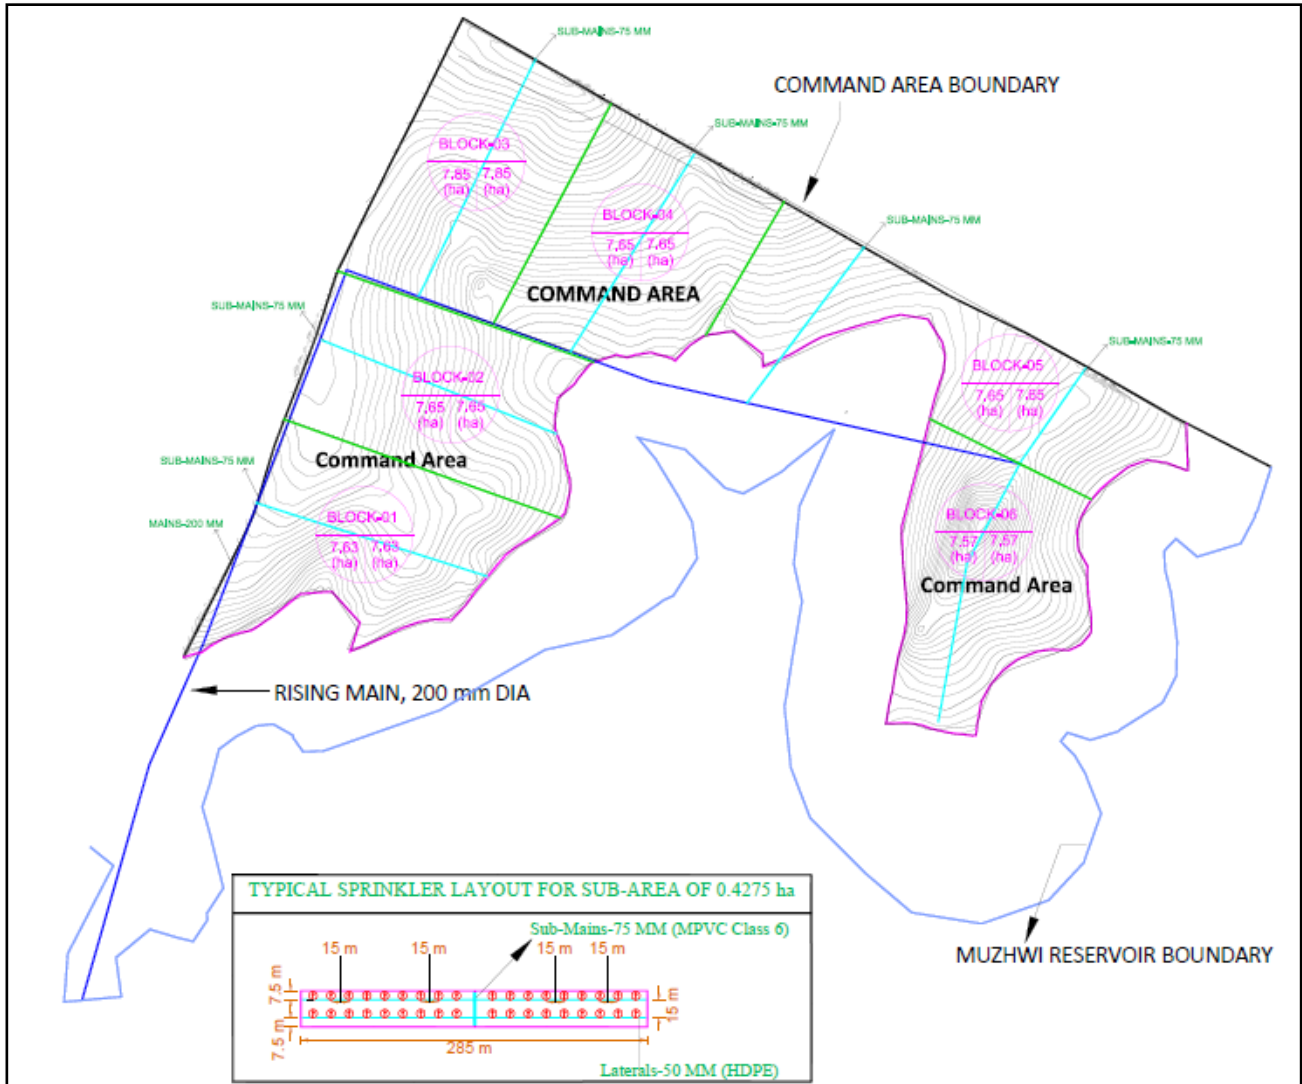 SUB-MAINS-75 MM
COMMAND AREA BOUNDARY
SUB-MAINS-75 MM
BLOCK-03
7.85 7.85
(ha) (ha)
BLOCK-04
7.65 7.65
(ha) (ha)
SUB-MAINS-75 MM
COMMAND AREA
SUB-MAINS-75 MM
SUB-MAINS-75 MM
BLOCK-05
7.65 7.65
(ha) (ha)
BLOCK-02
7.65 7.65
(ha) (ha)
Command Area
SUB-MAINS-75 MM
BLOCK-01
7.63 7.63
(ha) (ha)
MAINS-200 MM
BLOCK-06
7.57 7.57
(ha) (ha)
Command Area
RISING MAIN, 200 mm DIA
TYPICAL SPRINKLER LAYOUT FOR SUB-AREA OF 0.4275 ha
Sub-Mains-75 MM (MPVC Class 6)
15 m 15 m 15 m 15 m
7.5 m
15 m
7.5 m
285 m
Laterals-50 MM (HDPE)
MUZHWI RESERVOIR BOUNDARY